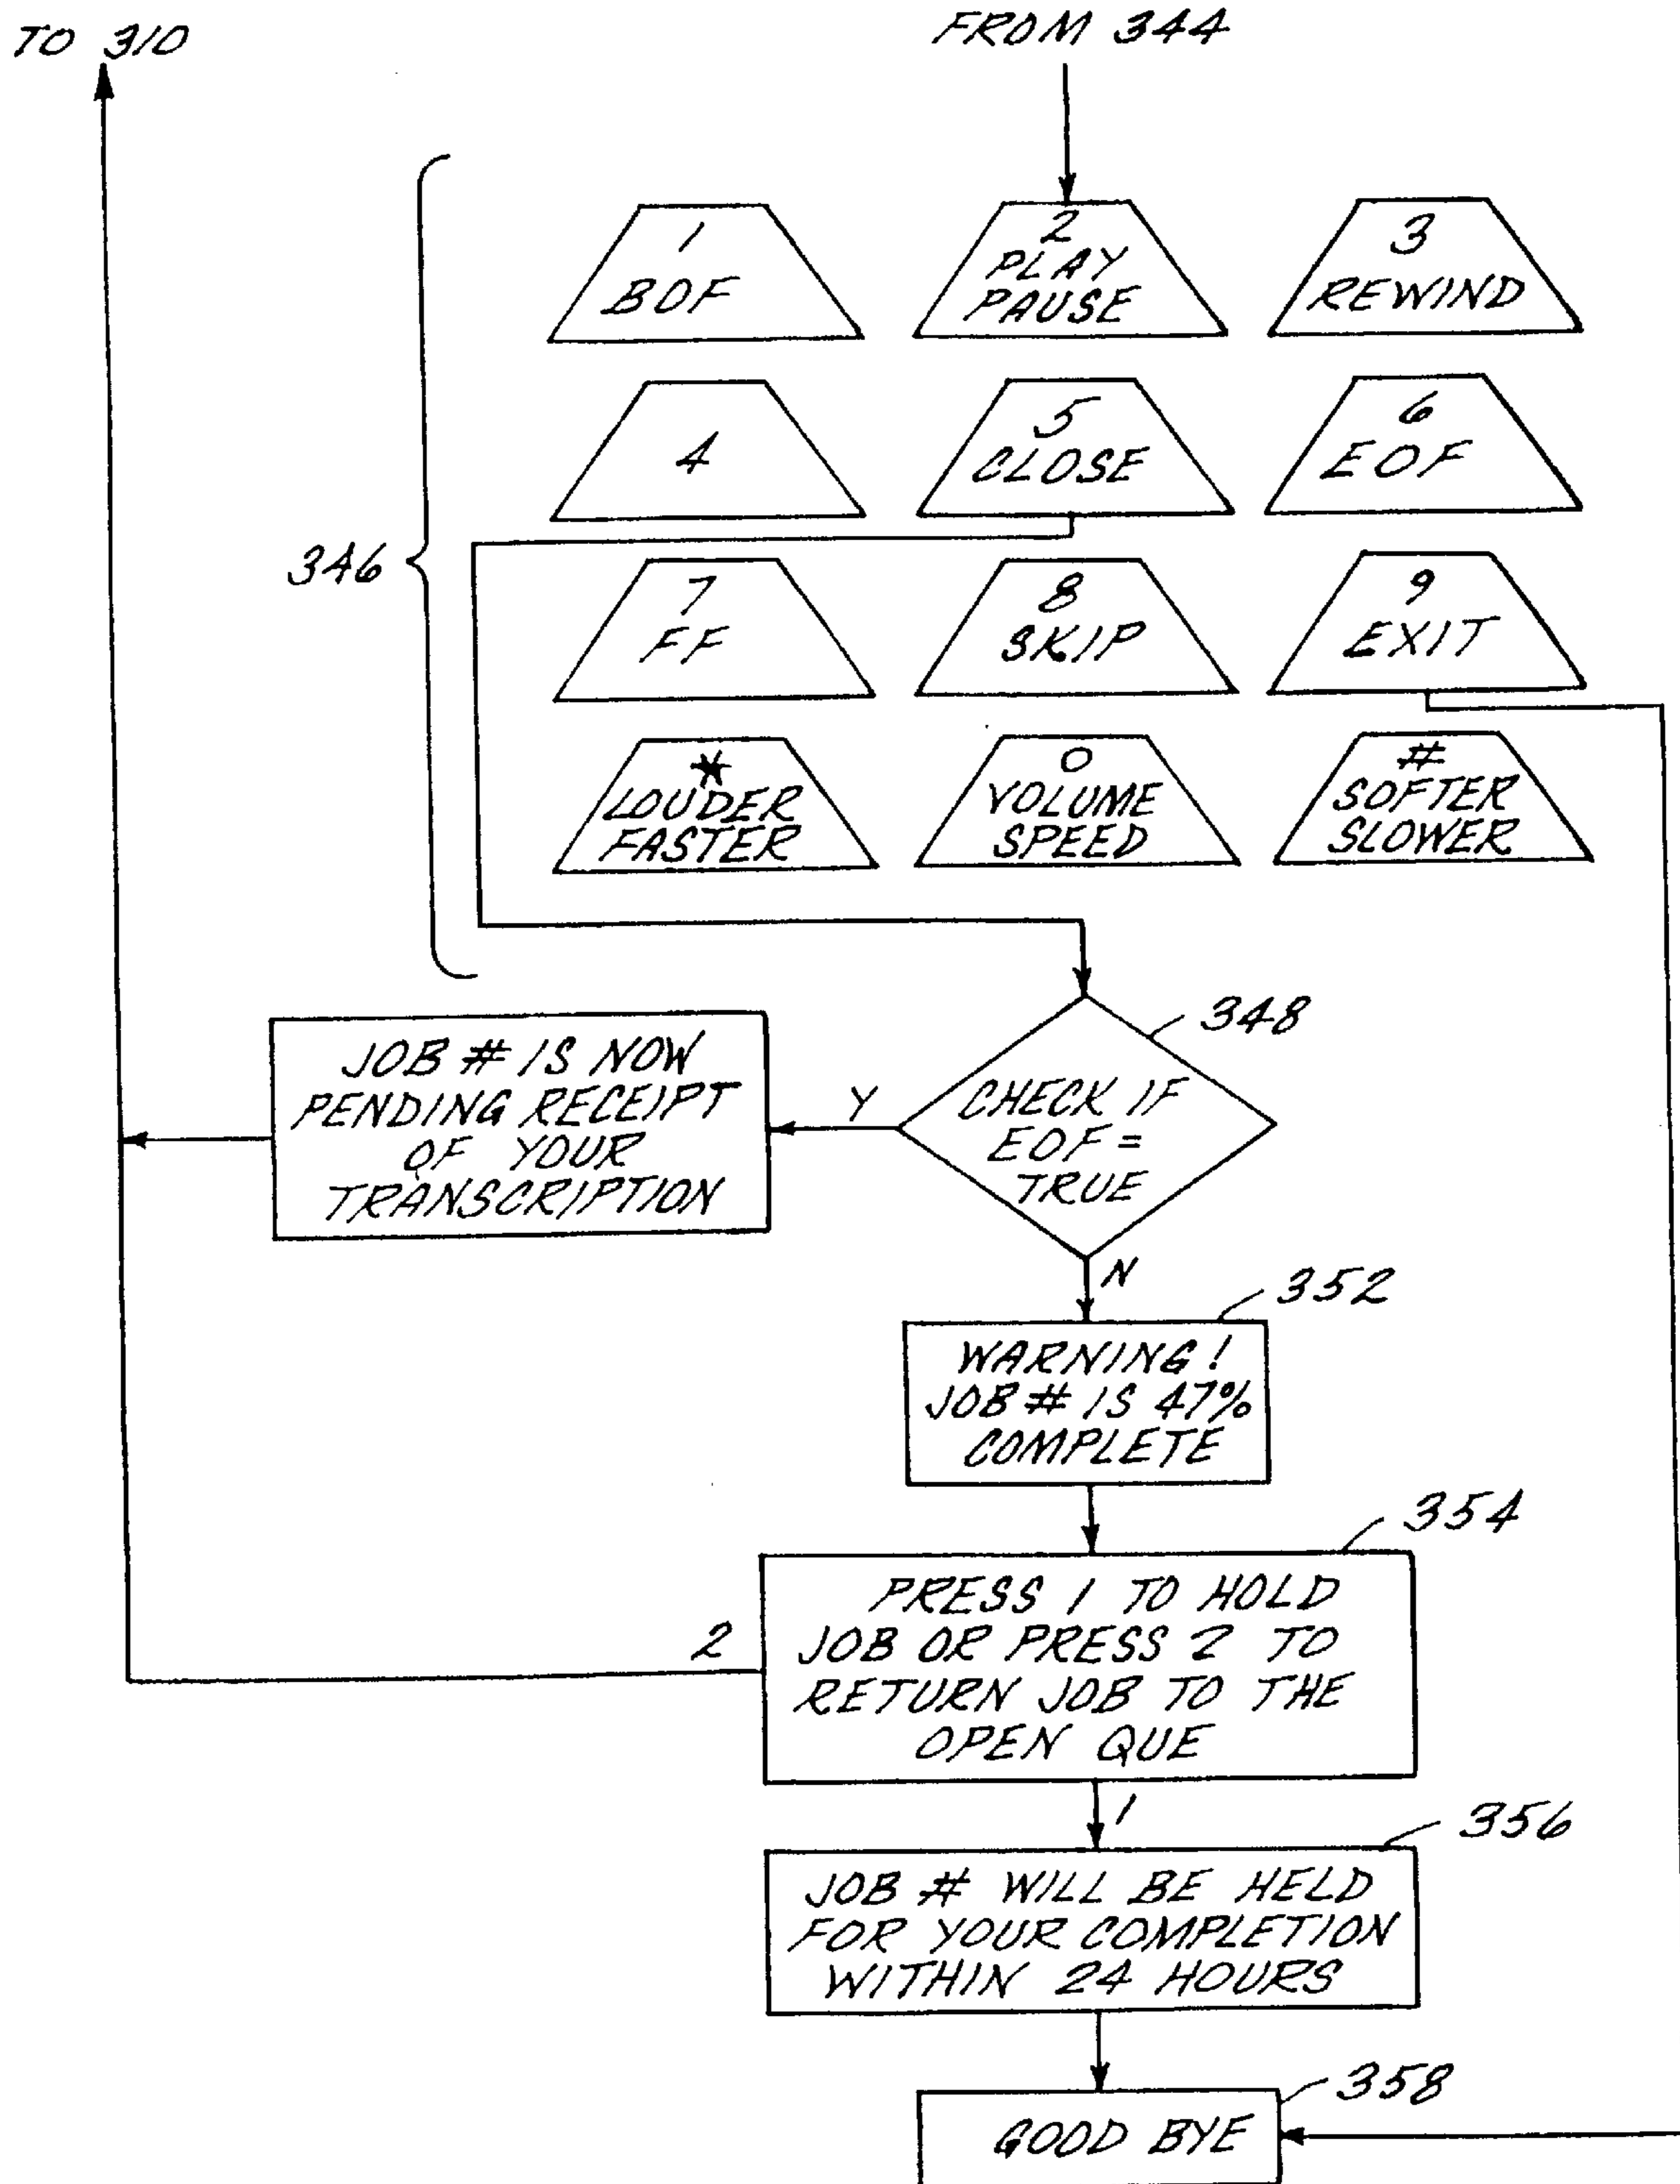 TO 310
FROM 344
1
BOF
2
PLAY
PAUSE
3
REWIND
4
5
CLOSE
6
EOF
346
7
FF
8
SKIP
9
EXIT
*
LOUDER
FASTER
0
VOLUME
SPEED
#
SOFTER
SLOWER
348
JOB # IS NOW
PENDING RECEIPT
OF YOUR
TRANSCRIPTION
Y
CHECK IF
EOF =
TRUE
N
352
WARNING!
JOB # IS 47%
COMPLETE
354
PRESS 1 TO HOLD
JOB OR PRESS 2 TO
RETURN JOB TO THE
OPEN QUE
2
1
356
JOB # WILL BE HELD
FOR YOUR COMPLETION
WITHIN 24 HOURS
358
GOOD BYE